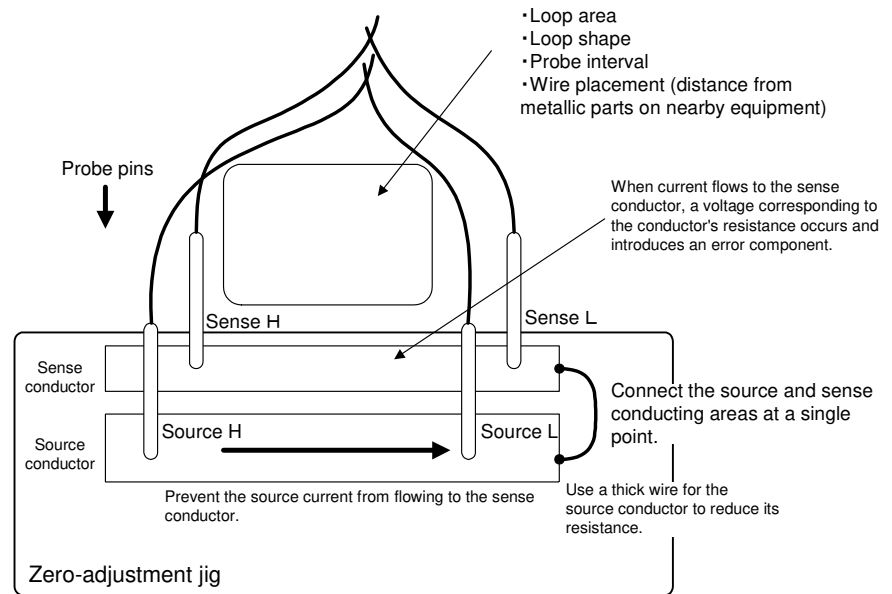 ・Loop area
・Loop shape
・Probe interval
・Wire placement (distance from
metallic parts on nearby equipment)
Probe pins
When current flows to the sense
conductor, a voltage corresponding to
the conductor's resistance occurs and
introduces an error component.
Sense H
Sense L
Sense
conductor
Connect the source and sense
conducting areas at a single
point.
Source H
Source L
Source
conductor
Prevent the source current from flowing to the sense
conductor.
Use a thick wire for the
source conductor to reduce its
resistance.
Zero-adjustment jig